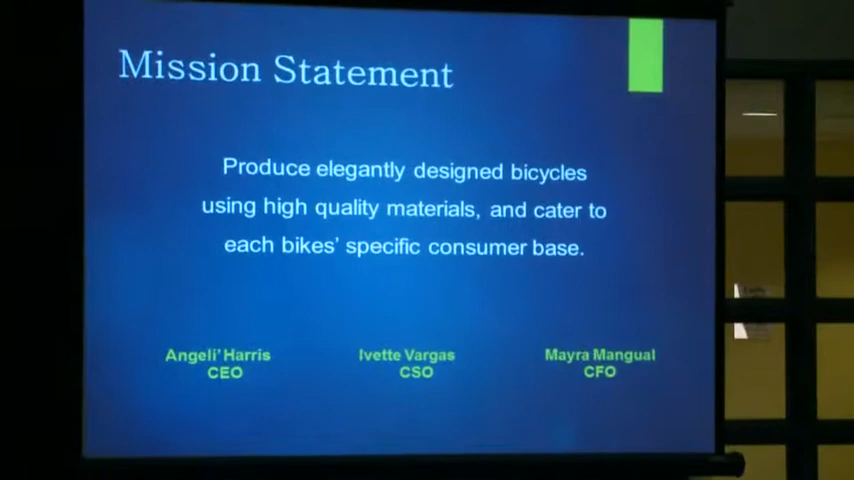 Mission Statement
Produce elegantly designed bicycles
using high quality materials, and cater to
each bikes' specific consumer base.
Angeli' Harris
CEO
Ivette Vargas
CSO
Mayra Mangual
CFO